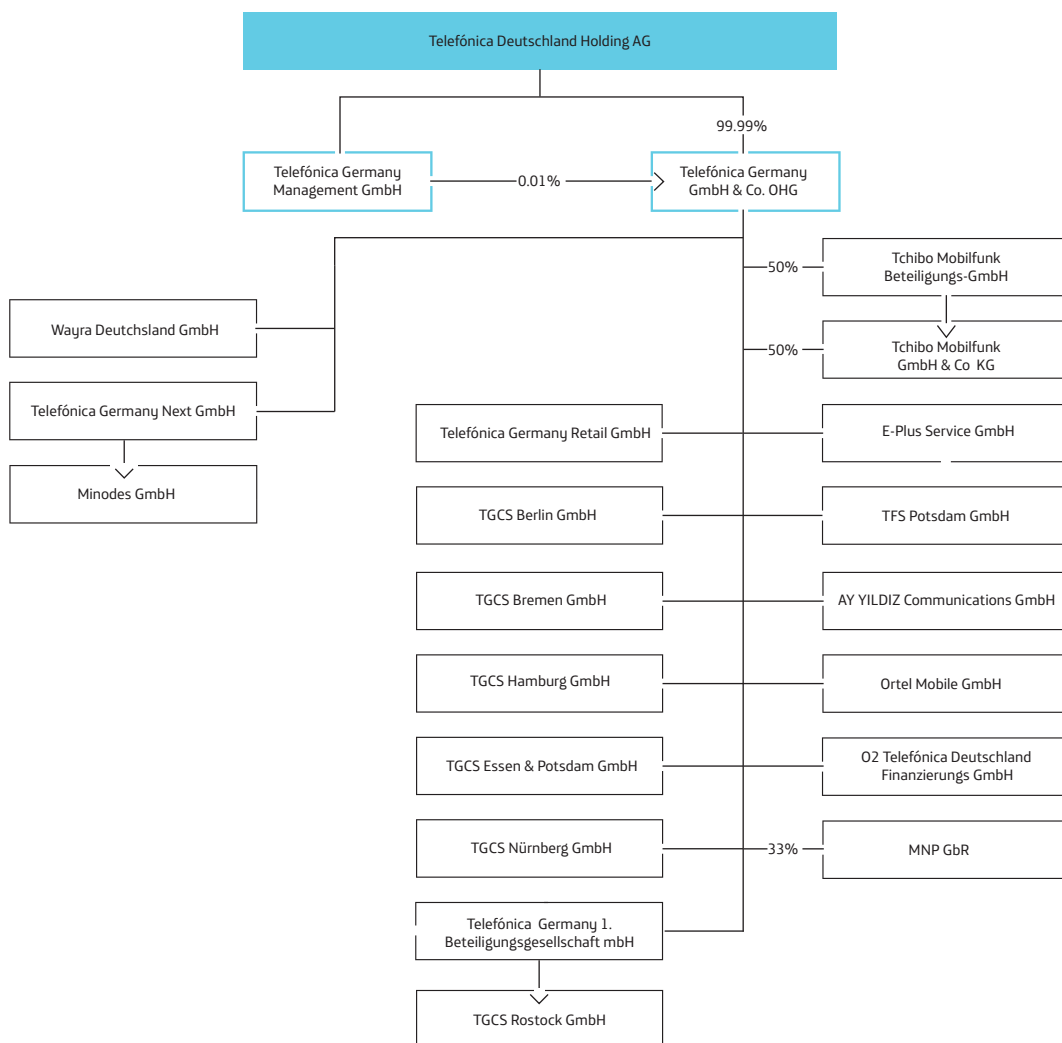 Telefónica Deutschland Holding AG
99.99%
Telefónica Germany
Management GmbH
0.01%
Telefónica Germany
GmbH & Co. OHG
50%
Tchibo Mobilfunk
Beteiligungs-GmbH
Wayra Deutchsland GmbH
50%
Tchibo Mobilfunk
GmbH & Co KG
Telefónica Germany Next GmbH
Telefónica Germany Retail GmbH
E-Plus Service GmbH
Minodes GmbH
TGCS Berlin GmbH
TFS Potsdam GmbH
TGCS Bremen GmbH
AY YILDIZ Communications GmbH
TGCS Hamburg GmbH
Ortel Mobile GmbH
TGCS Essen & Potsdam GmbH
O2 Telefónica Deutschland
Finanzierungs GmbH
TGCS Nürnberg GmbH
33%
MNP GbR
Telefónica Germany 1.
Beteiligungsgesellschaft mbH
TGCS Rostock GmbH